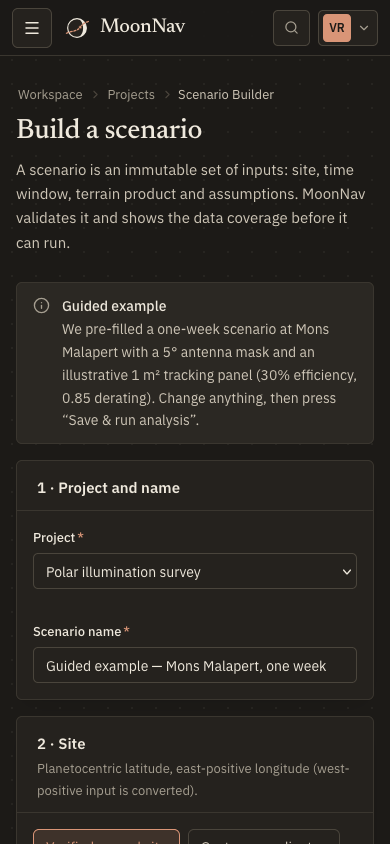 MoonNav
VR
Workspace > Projects > Scenario Builder
Build a scenario
A scenario is an immutable set of inputs: site, time
window, terrain product and assumptions. MoonNav
validates it and shows the data coverage before it
can run.
Guided example
We pre-filled a one-week scenario at Mons
Malapert with a 5° antenna mask and an
illustrative 1 m² tracking panel (30% efficiency,
0.85 derating). Change anything, then press
“Save & run analysis”.
1 · Project and name
Project *
Polar illumination survey
Scenario name *
Guided example — Mons Malapert, one week
2 · Site
Planetocentric latitude, east-positive longitude (west-
positive input is converted).